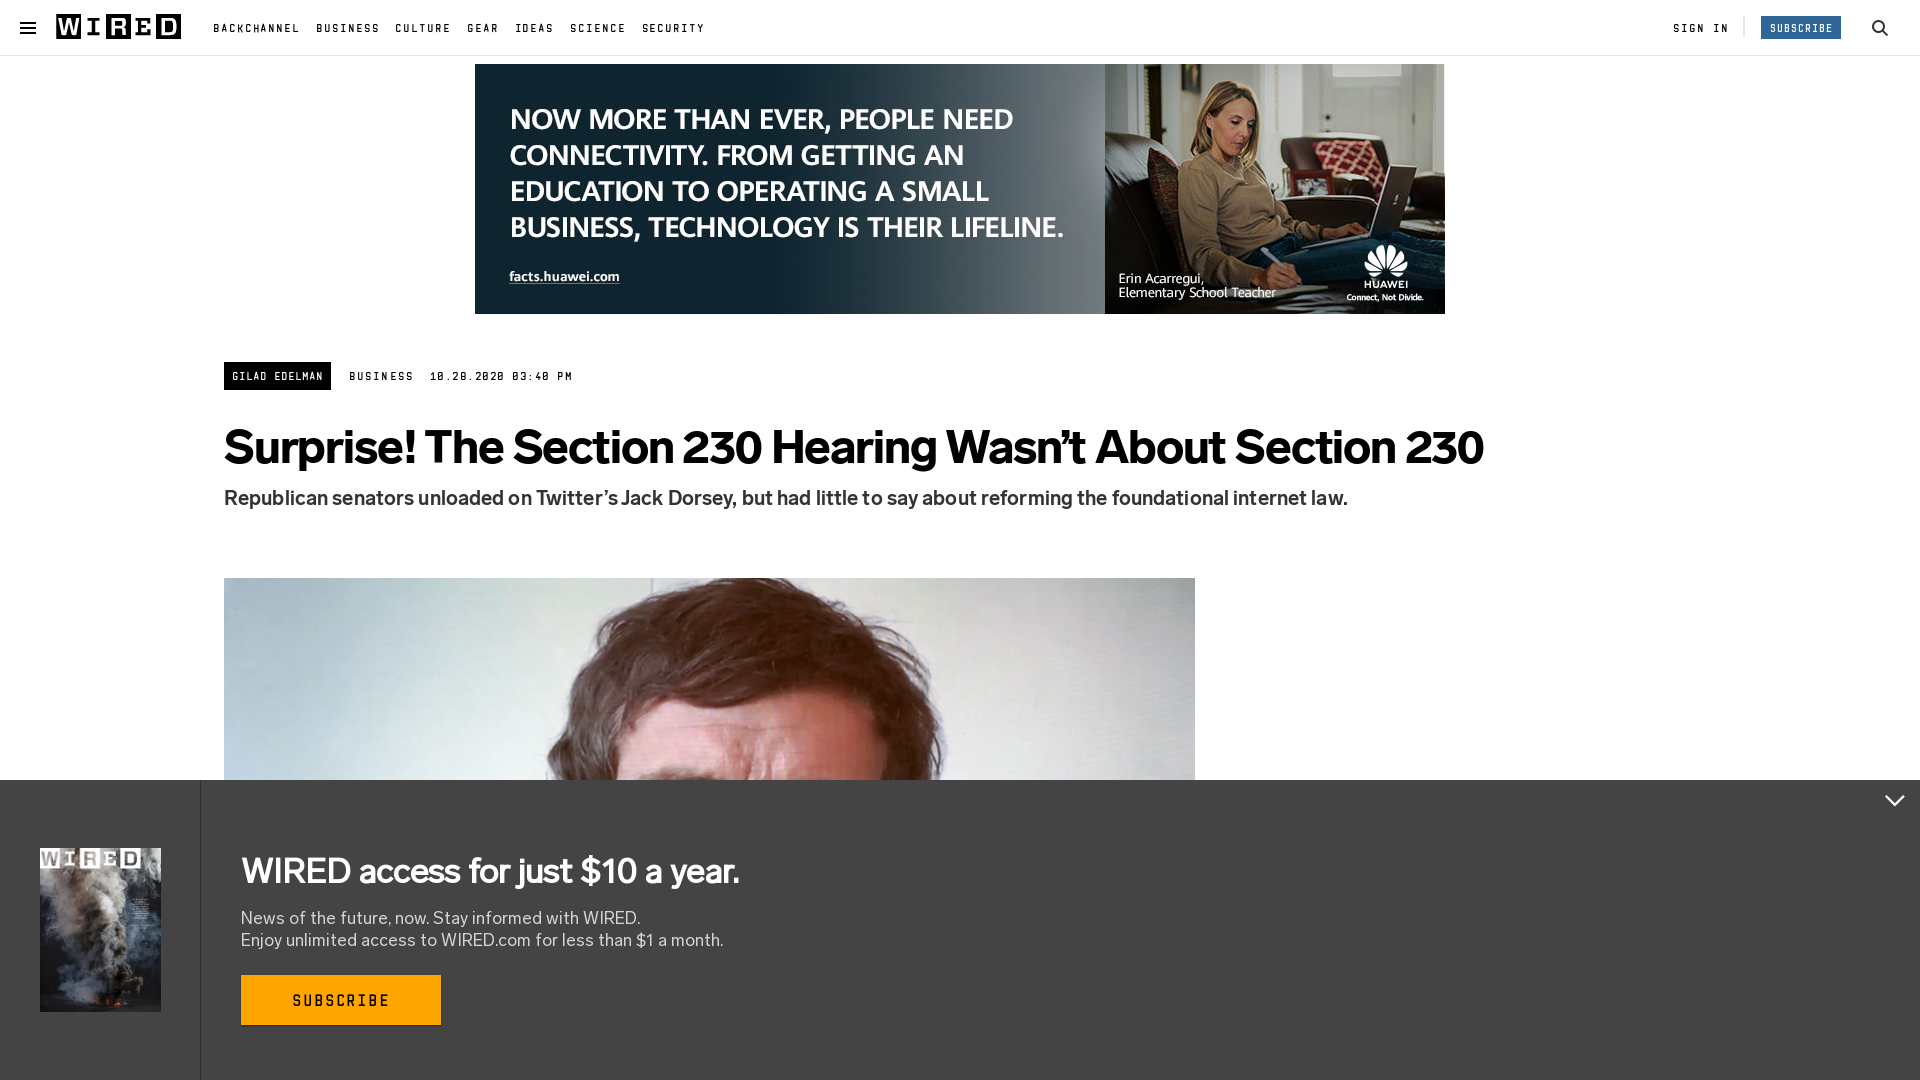 WIRED
BACKCHANNEL BUSINESS CULTURE GEAR IDEAS SCIENCE SECURITY
SIGN IN
SUBSCRIBE
NOW MORE THAN EVER, PEOPLE NEED
CONNECTIVITY. FROM GETTING AN
EDUCATION TO OPERATING A SMALL
BUSINESS, TECHNOLOGY IS THEIR LIFELINE.
facts.huawei.com
Erin Acarregui,
Elementary School Teacher
HUAWEI
Connect, Not Divide.
GILAD EDELMAN BUSINESS 10.28.2020 03:40 PM
Surprise! The Section 230 Hearing Wasn’t About Section 230
Republican senators unloaded on Twitter’s Jack Dorsey, but had little to say about reforming the foundational internet law.
WIRED
WIRED access for just $10 a year.
News of the future, now. Stay informed with WIRED.
Enjoy unlimited access to WIRED.com for less than $1 a month.
SUBSCRIBE